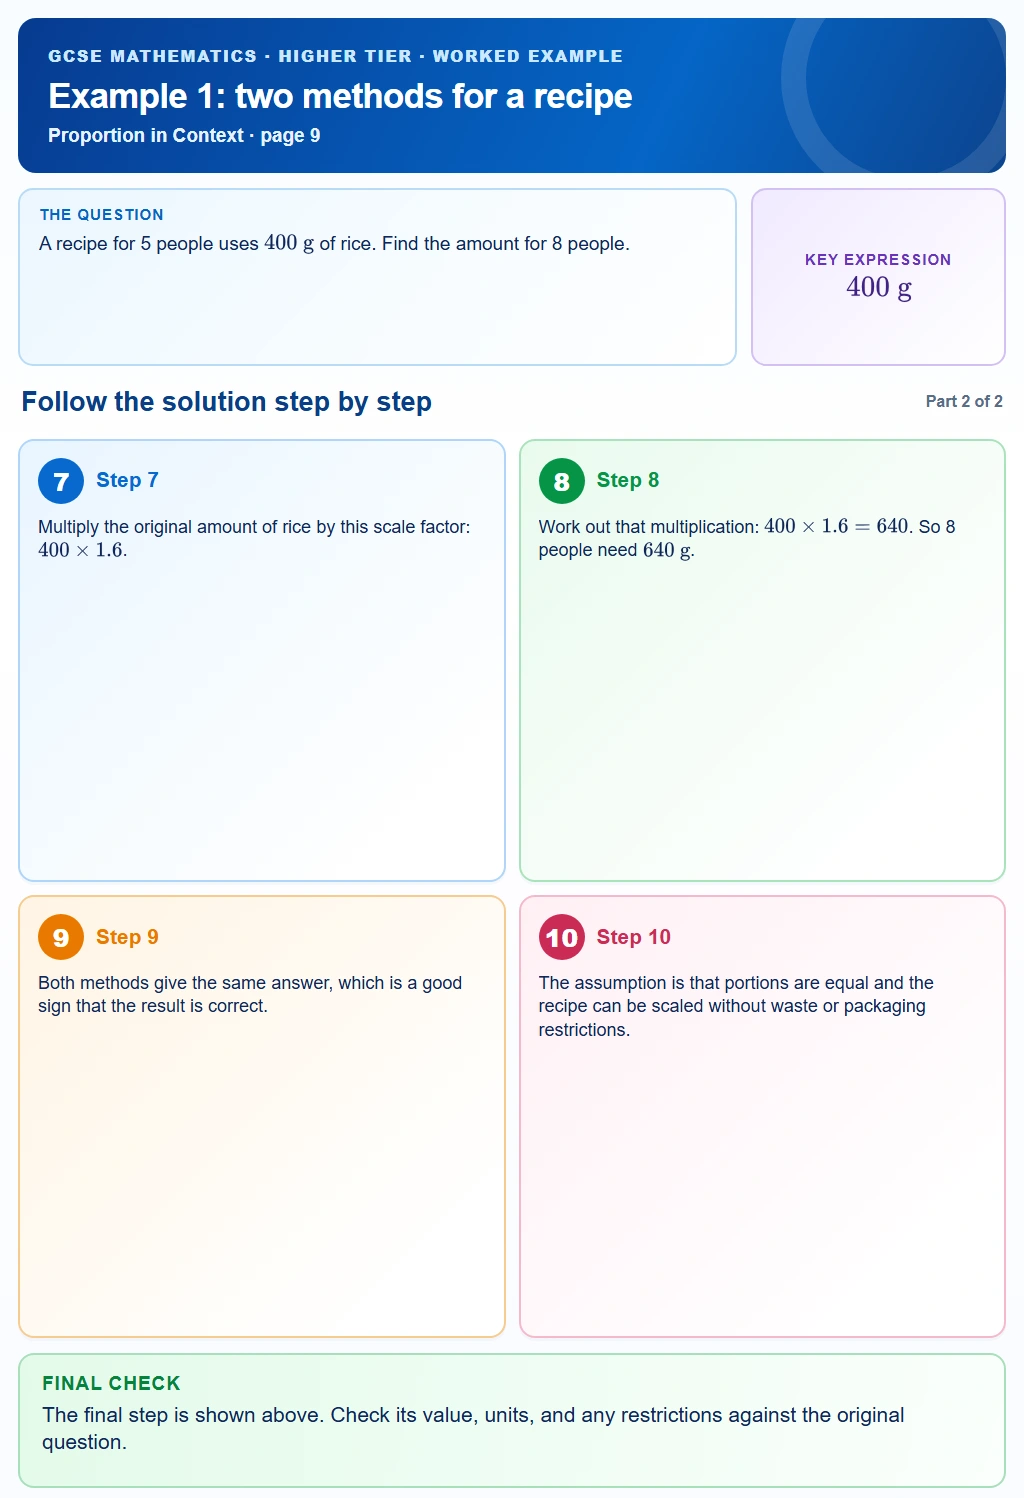 GCSE MATHEMATICS · HIGHER TIER · WORKED EXAMPLE
Example 1: two methods for a recipe
Proportion in Context · page 9
THE QUESTION
A recipe for 5 people uses 400 g of rice. Find the amount for 8 people.
KEY EXPRESSION
400 g
Follow the solution step by step
Part 2 of 2
7 Step 7
Multiply the original amount of rice by this scale factor:
400 × 1.6.
8 Step 8
Work out that multiplication: 400 × 1.6 = 640. So 8
people need 640 g.
9 Step 9
Both methods give the same answer, which is a good
sign that the result is correct.
10 Step 10
The assumption is that portions are equal and the
recipe can be scaled without waste or packaging
restrictions.
FINAL CHECK
The final step is shown above. Check its value, units, and any restrictions against the original
question.